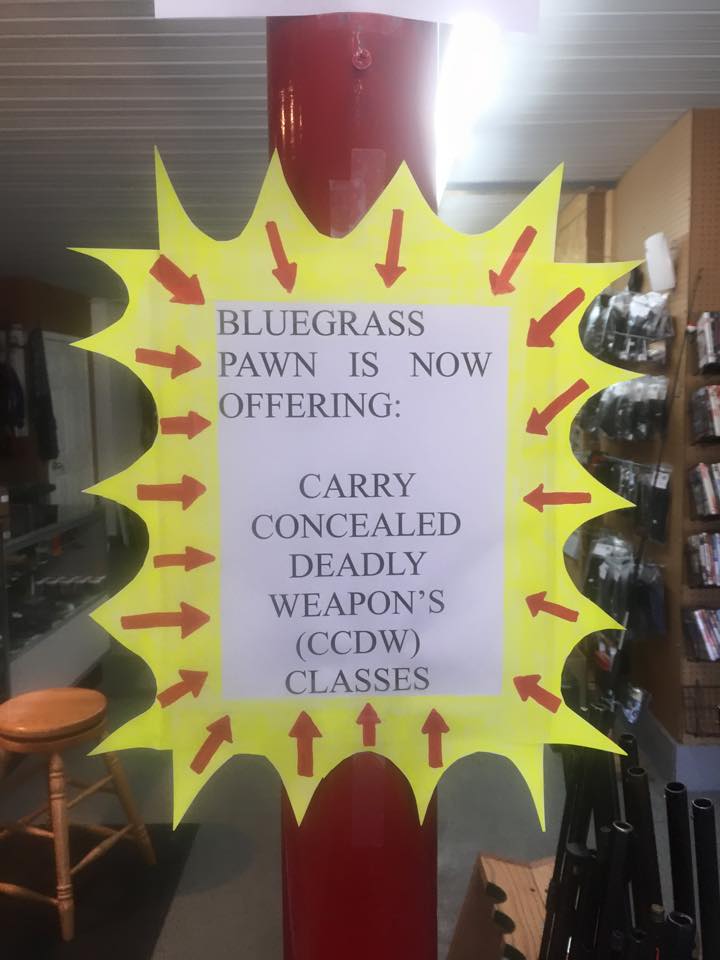 BLUEGRASS
PAWN IS NOW
OFFERING:
CARRY
CONCEALED
DEADLY
WEAPON'S
(CCDW)
CLASSES